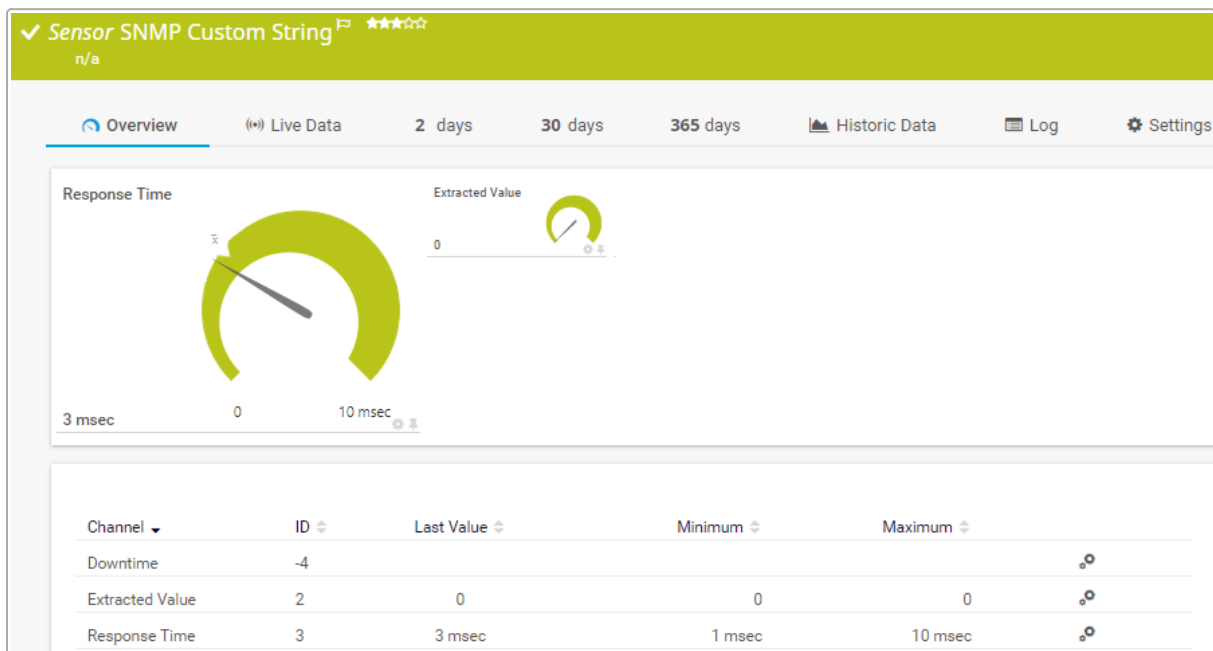 Sensor SNMP Custom String
n/a
Overview Live Data 2 days 30 days 365 days Historic Data Log Settings
Response Time
x̅
0
10 msec
3 msec
Extracted Value
0
Channel ID Last Value Minimum Maximum
Downtime -4
Extracted Value 2 0 0 0
Response Time 3 3 msec 1 msec 10 msec